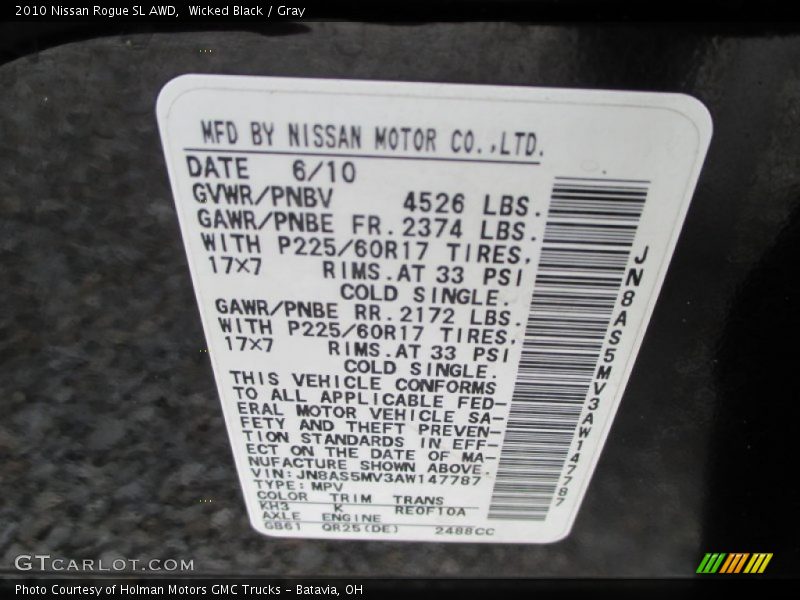 2010 Nissan Rogue SL AWD,  Wicked Black / Gray
MFD BY NISSAN MOTOR CO.,LTD.
DATE 6/10
GVWR/PNBV 4526 LBS.
GAWR/PNBE FR. 2374 LBS.
WITH P225/60R17 TIRES.
17X7 RIMS.AT 33 PSI
COLD SINGLE.
GAWR/PNBE RR. 2172 LBS.
WITH P225/60R17 TIRES.
17X7 RIMS.AT 33 PSI
COLD SINGLE.
THIS VEHICLE CONFORMS
TO ALL APPLICABLE FED-
ERAL MOTOR VEHICLE SA-
FETY AND THEFT PREVEN-
TION STANDARDS IN EFF-
ECT ON THE DATE OF MA-
NUFACTURE SHOWN ABOVE.
VIN:JN8AS5MV3AW147787
TYPE:MPV
COLOR TRIM TRANS
KH3 K RE0F10A
AXLE ENGINE
GB61 QR25(DE) 2488CC
JN8AS5MV3AW147787
GTCARLOT.COM
Photo Courtesy of Holman Motors GMC Trucks - Batavia, OH